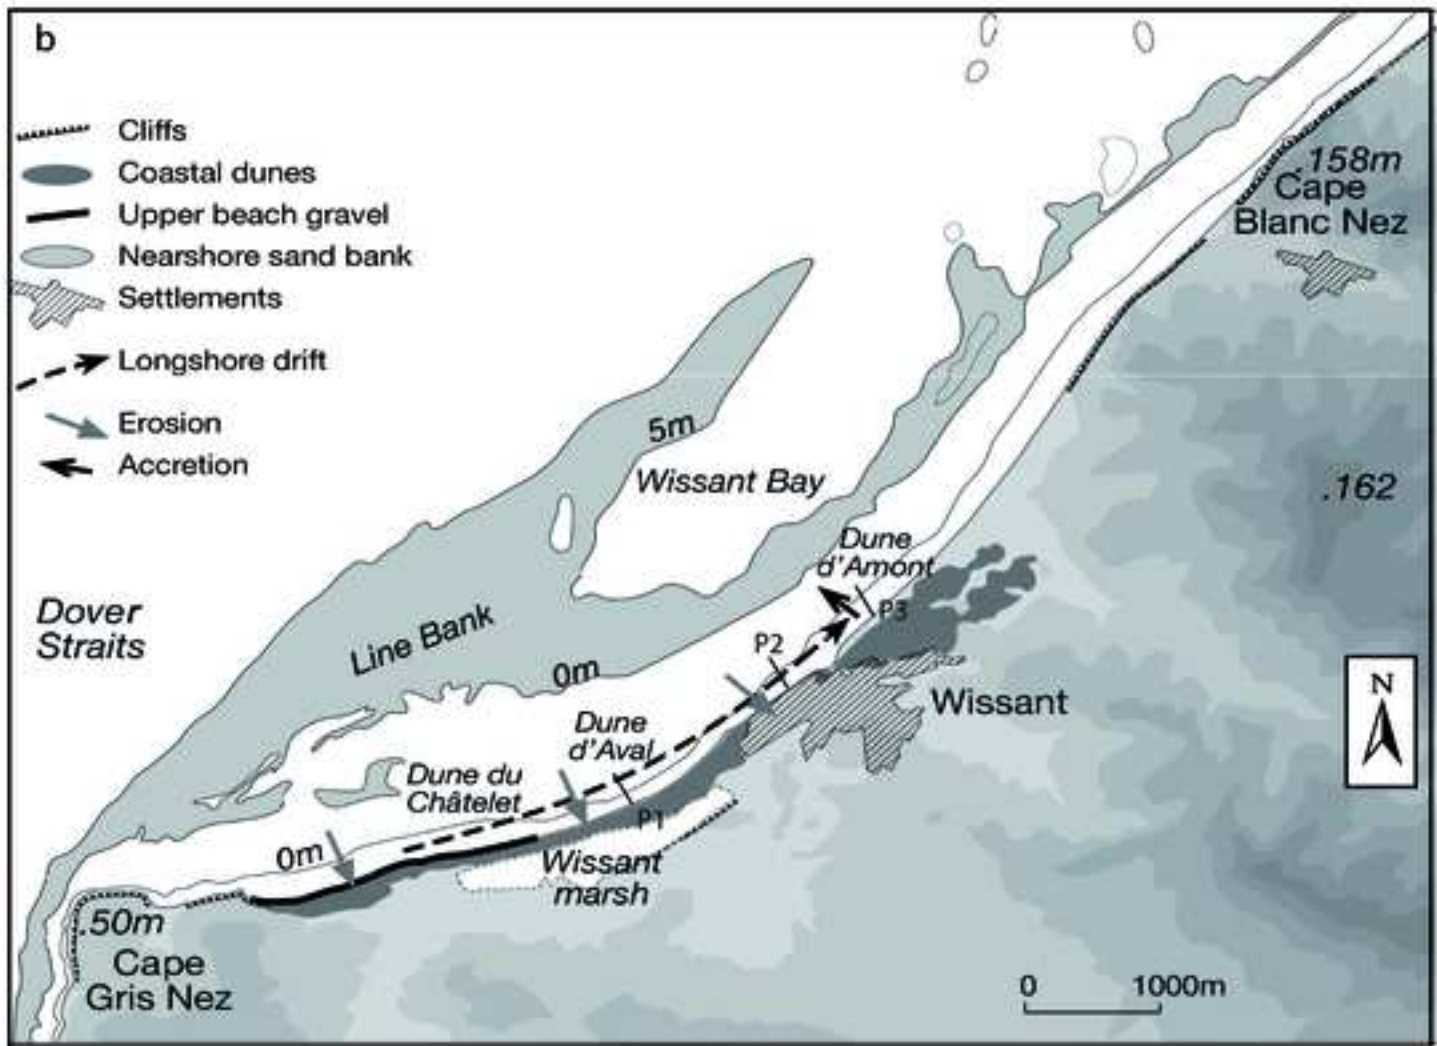 b
Cliffs
Coastal dunes
Upper beach gravel
Nearshore sand bank
Settlements
Longshore drift
Erosion
Accretion
.158m
Cape
Blanc Nez
5m
Wissant Bay
.162
Dune
d'Amont
P3
Dover
Straits
Line Bank
P2
0m
Wissant
N
Dune
d'Aval
Dune du
Châtelet
P1
0m
Wissant
marsh
.50m
Cape
Gris Nez
0 1000m